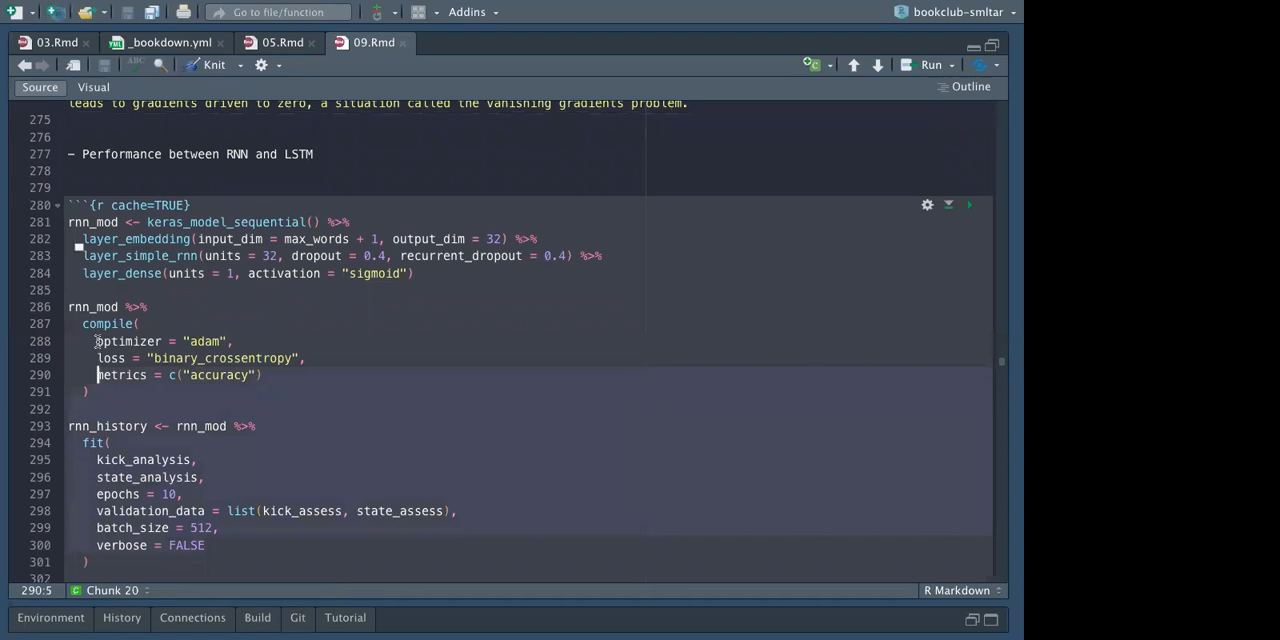 Go to file/function
Addins
bookclub-smltar
03.Rmd
_bookdown.yml
05.Rmd
09.Rmd
ABC
Knit
Run
Source
Visual
Outline
leads to gradients driven to zero, a situation called the vanishing gradients problem.
275
276
277 - Performance between RNN and LSTM
278
279
280 ```{r cache=TRUE}
281 rnn_mod <- keras_model_sequential() %>%
282 layer_embedding(input_dim = max_words + 1, output_dim = 32) %>%
283 layer_simple_rnn(units = 32, dropout = 0.4, recurrent_dropout = 0.4) %>%
284 layer_dense(units = 1, activation = "sigmoid")
285
286 rnn_mod %>%
287 compile(
288 optimizer = "adam",
289 loss = "binary_crossentropy",
290 metrics = c("accuracy")
291 )
292
293 rnn_history <- rnn_mod %>%
294 fit(
295 kick_analysis,
296 state_analysis,
297 epochs = 10,
298 validation_data = list(kick_assess, state_assess),
299 batch_size = 512,
300 verbose = FALSE
301 )
302
290:5
Chunk 20
R Markdown
Environment
History
Connections
Build
Git
Tutorial